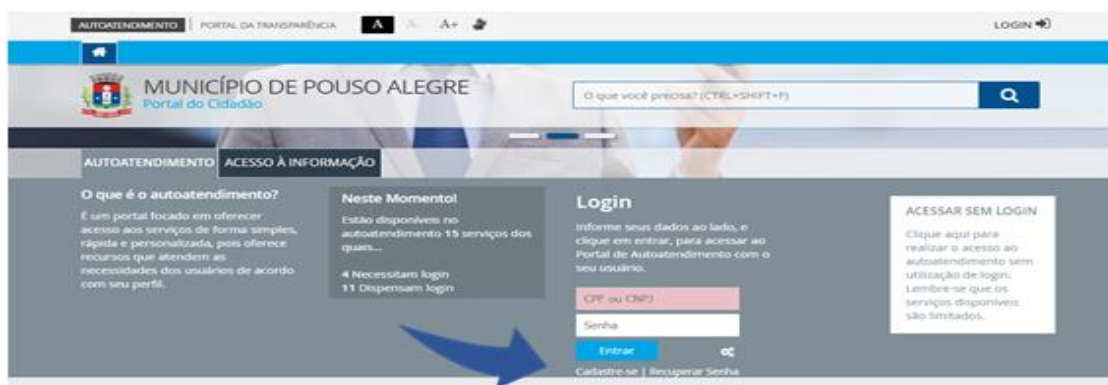 AUTOATENDIMENTO | PORTAL DA TRANSPARÊNCIA A A- A+ LOGIN
MUNICÍPIO DE POUSO ALEGRE
Portal do Cidadão
O que você precisa? (CTRL+SHIFT+F)
AUTOATENDIMENTO ACESSO À INFORMAÇÃO
O que é o autoatendimento?
É um portal focado em oferecer
acesso aos serviços de forma simples,
rápida e personalizada, pois oferece
recursos que atendem as
necessidades dos usuários de acordo
com seu perfil.
Neste Momento!
Estão disponíveis no
autoatendimento 15 serviços dos
quais...
4 Necessitam login
11 Dispensam login
Login
Informe seus dados ao lado, e
clique em entrar, para acessar ao
Portal de Autoatendimento com o
seu usuário.
CPF ou CNPJ
Senha
Entrar
Cadastre-se | Recuperar Senha
ACESSAR SEM LOGIN
Clique aqui para
realizar o acesso ao
autoatendimento sem
utilização de login.
Lembre-se que os
serviços disponíveis
são limitados.